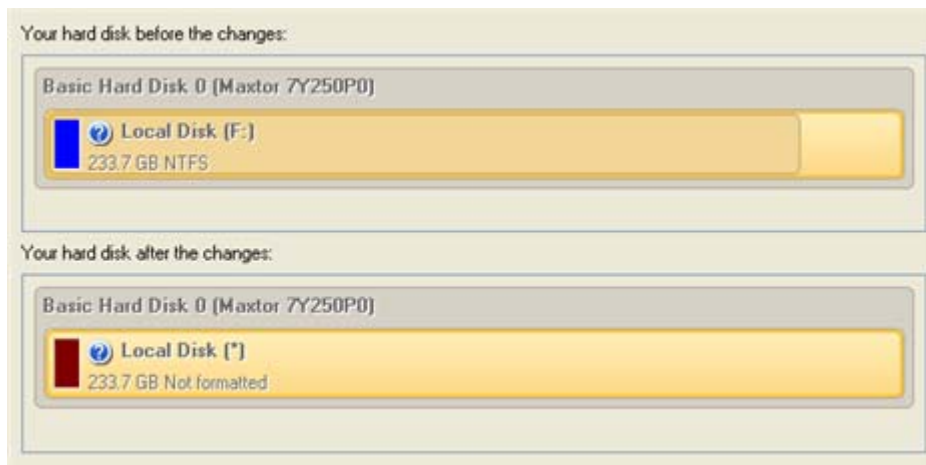 Your hard disk before the changes:
Basic Hard Disk 0 (Maxtor 7Y250P0)
Local Disk (F:)
233.7 GB NTFS
Your hard disk after the changes:
Basic Hard Disk 0 (Maxtor 7Y250P0)
Local Disk (*)
233.7 GB Not formatted